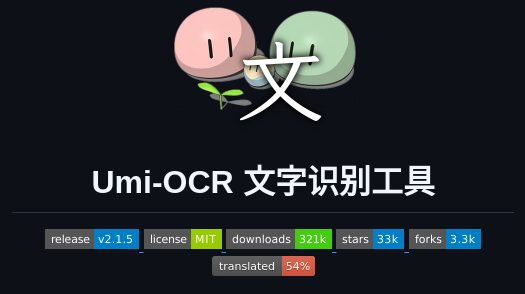 文
Umi-OCR 文字识别工具
release v2.1.5 license MIT downloads 321k stars 33k forks 3.3k
translated 54%